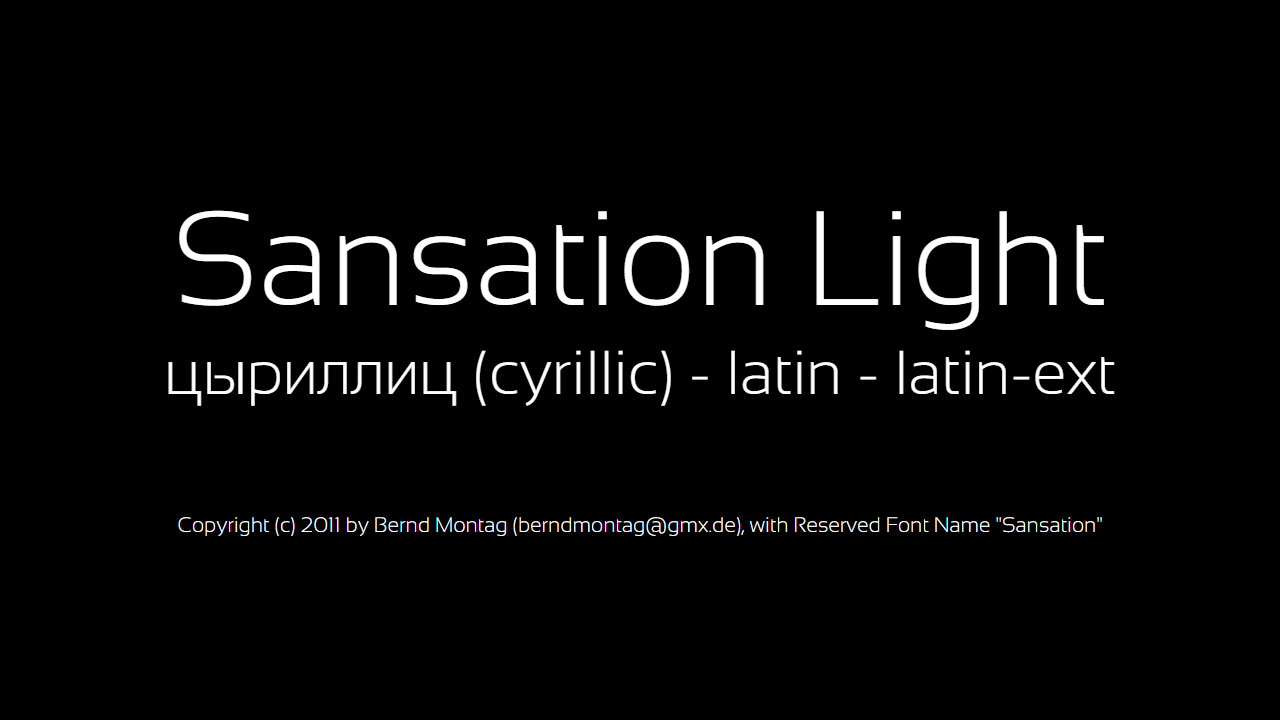 Sansation Light
цыриллиц (cyrillic) - latin - latin-ext
Copyright (c) 2011 by Bernd Montag (berndmontag@gmx.de), with Reserved Font Name "Sansation"